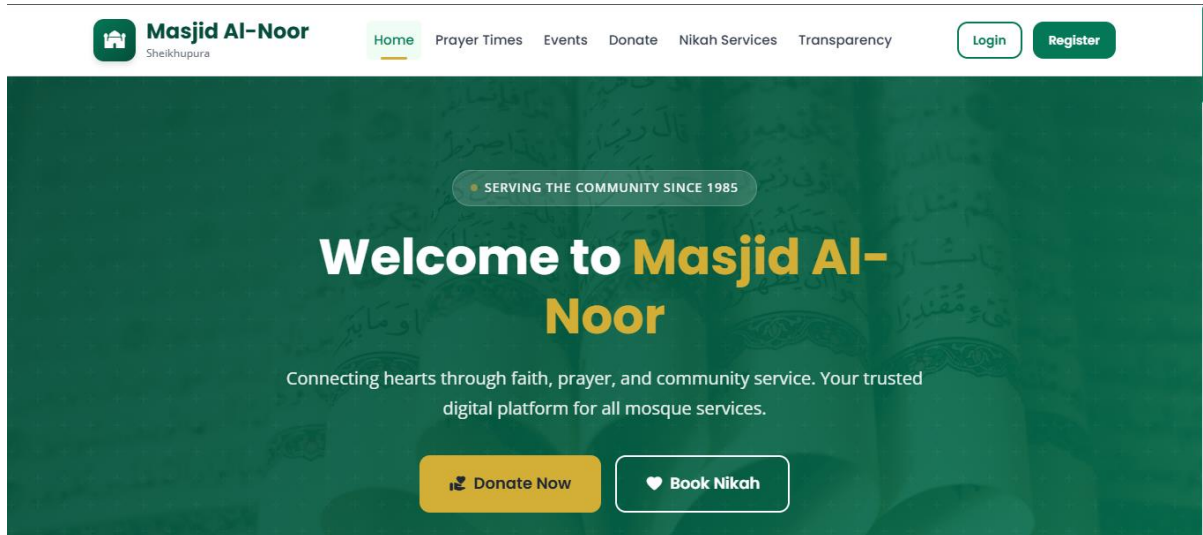 Masjid Al-Noor
Sheikhupura
Home Prayer Times Events Donate Nikah Services Transparency
Login Register
SERVING THE COMMUNITY SINCE 1985
Welcome to Masjid Al-
Noor
Connecting hearts through faith, prayer, and community service. Your trusted
digital platform for all mosque services.
Donate Now Book Nikah